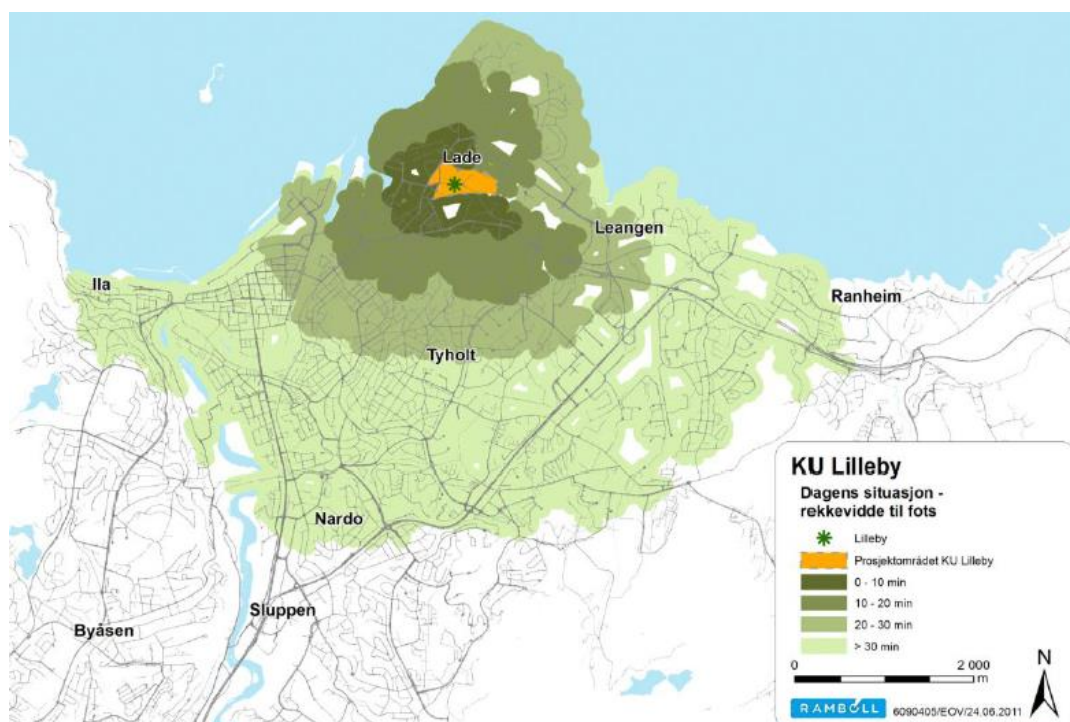 Lade
Leangen
Ila
Ranheim
Tyholt
Nardo
Sluppen
Byåsen
KU Lilleby
Dagens situasjon -
rekkevidde til fots
Lilleby
Prosjektområdet KU Lilleby
0 - 10 min
10 - 20 min
20 - 30 min
> 30 min
0 2 000
m
N
RAMBOLL 6090405/EOV/24.06.2011